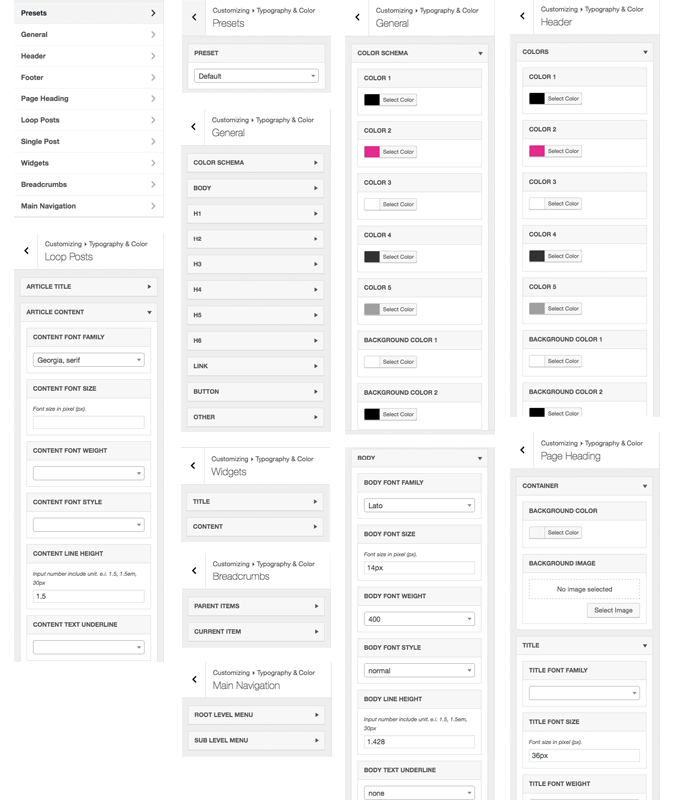 Presets
General
Header
Footer
Page Heading
Loop Posts
Single Post
Widgets
Breadcrumbs
Main Navigation
Customizing ▸ Typography & Color
Loop Posts
ARTICLE TITLE
ARTICLE CONTENT
CONTENT FONT FAMILY
Georgia, serif
CONTENT FONT SIZE
Font size in pixel (px).
CONTENT FONT WEIGHT
CONTENT FONT STYLE
CONTENT LINE HEIGHT
Input number include unit. e.i. 1.5, 1.5em,
30px
1.5
CONTENT TEXT UNDERLINE
Customizing ▸ Typography & Color
Presets
PRESET
Default
Customizing ▸ Typography & Color
General
COLOR SCHEMA
BODY
H1
H2
H3
H4
H5
H6
LINK
BUTTON
OTHER
Customizing ▸ Typography & Color
Widgets
TITLE
CONTENT
Customizing ▸ Typography & Color
Breadcrumbs
PARENT ITEMS
CURRENT ITEM
Customizing ▸ Typography & Color
Main Navigation
ROOT LEVEL MENU
SUB LEVEL MENU
Customizing ▸ Typography & Color
General
COLOR SCHEMA
COLOR 1
Select Color
COLOR 2
Select Color
COLOR 3
Select Color
COLOR 4
Select Color
COLOR 5
Select Color
BACKGROUND COLOR 1
Select Color
BACKGROUND COLOR 2
Select Color
BODY
BODY FONT FAMILY
Lato
BODY FONT SIZE
Font size in pixel (px).
14px
BODY FONT WEIGHT
400
BODY FONT STYLE
normal
BODY LINE HEIGHT
Input number include unit. e.i. 1.5, 1.5em,
30px
1.428
BODY TEXT UNDERLINE
none
Customizing ▸ Typography & Color
Header
COLORS
COLOR 1
Select Color
COLOR 2
Select Color
COLOR 3
Select Color
COLOR 4
Select Color
COLOR 5
Select Color
BACKGROUND COLOR 1
Select Color
BACKGROUND COLOR 2
Select Color
Customizing ▸ Typography & Color
Page Heading
CONTAINER
BACKGROUND COLOR
Select Color
BACKGROUND IMAGE
No image selected
Select Image
TITLE
TITLE FONT FAMILY
TITLE FONT SIZE
Font size in pixel (px).
36px
TITLE FONT WEIGHT